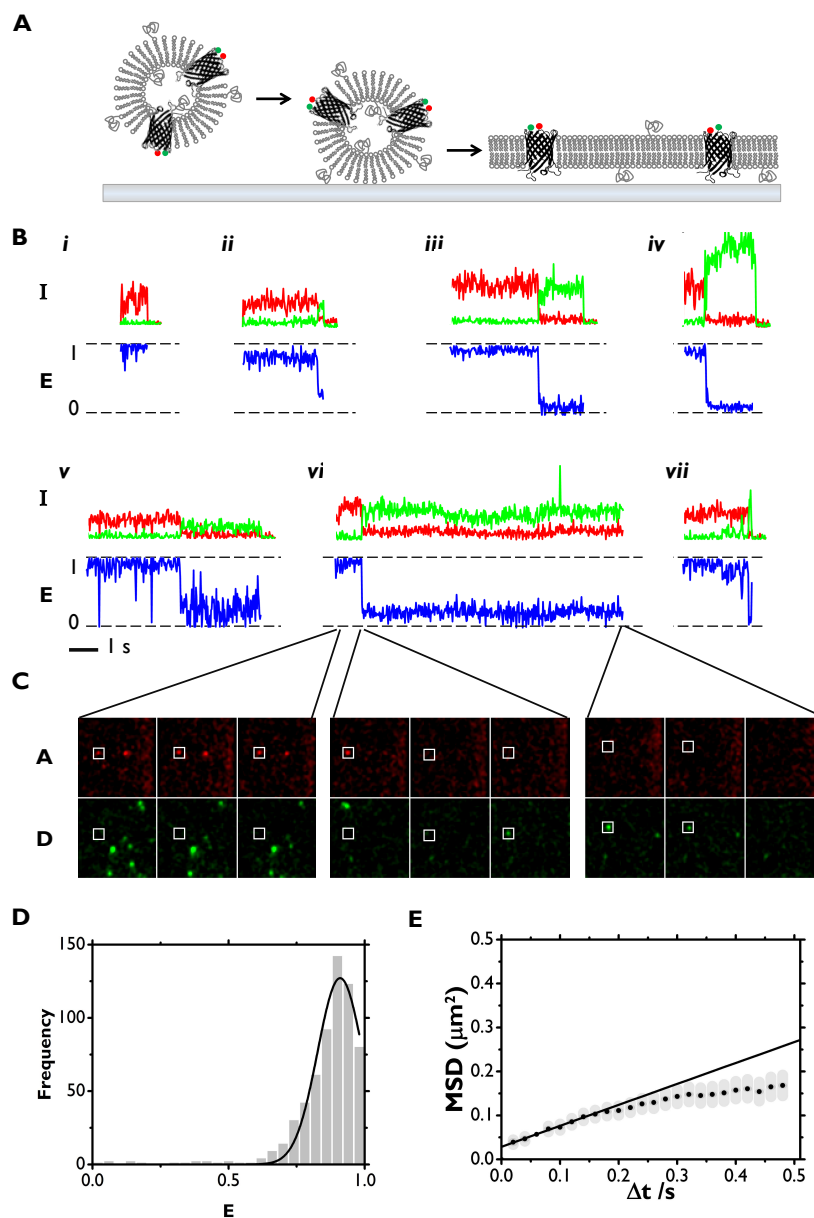 A
B
i ii iii iv
I
1
E
0
v vi vii
I
1
E
0
1 s
C
A
D
D
150
100
50
0
Frequency
0.0 0.5 1.0
E
E
0.5
0.4
0.3
0.2
0.1
0.0
MSD (μm²)
0.0 0.1 0.2 0.3 0.4 0.5
Δt /s